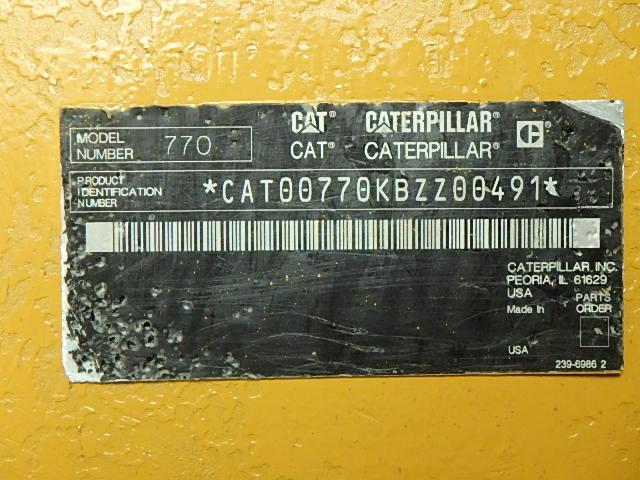 CAT® CATERPILLAR® C
CAT® CATERPILLAR®
MODEL
NUMBER 770
PRODUCT
IDENTIFICATION
NUMBER *CAT00770KBZZ00491*
CATERPILLAR INC.
PEORIA, IL 61629
USA
PARTS
Made In ORDER
USA
239-6986 2